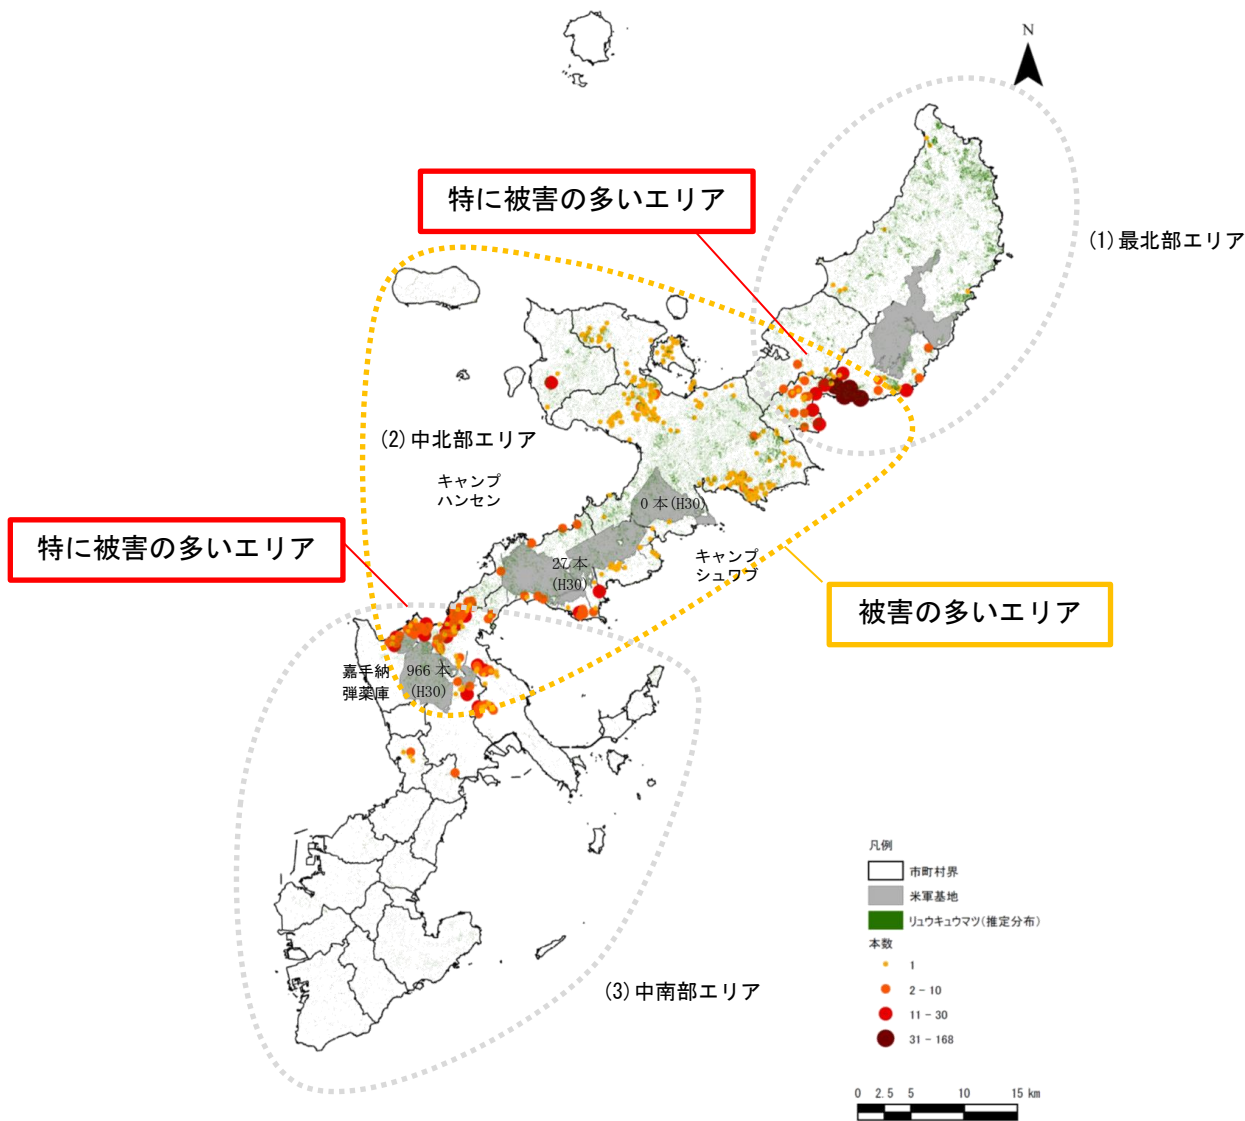 N
特に被害の多いエリア
(1)最北部エリア
(2)中北部エリア
キャンプ
ハンセン
0 本(H30)
特に被害の多いエリア
27 本
(H30)
キャンプ
シュワブ
被害の多いエリア
嘉手納
弾薬庫
966 本
(H30)
(3)中南部エリア
凡例
市町村界
米軍基地
リュウキュウマツ(推定分布)
本数
1
2 - 10
11 - 30
31 - 168
0 2.5 5 10 15 km